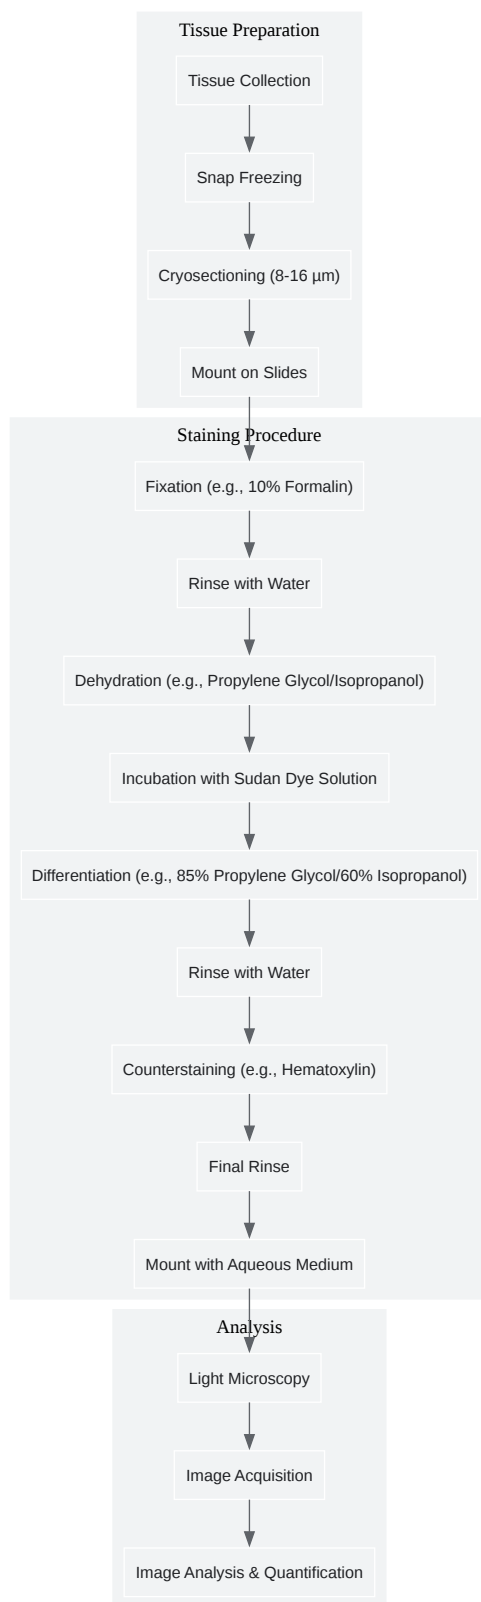 Tissue Preparation
Tissue Collection
Snap Freezing
Cryosectioning (8-16 µm)
Mount on Slides
Staining Procedure
Fixation (e.g., 10% Formalin)
Rinse with Water
Dehydration (e.g., Propylene Glycol/Isopropanol)
Incubation with Sudan Dye Solution
Differentiation (e.g., 85% Propylene Glycol/60% Isopropanol)
Rinse with Water
Counterstaining (e.g., Hematoxylin)
Final Rinse
Mount with Aqueous Medium
Analysis
Light Microscopy
Image Acquisition
Image Analysis & Quantification